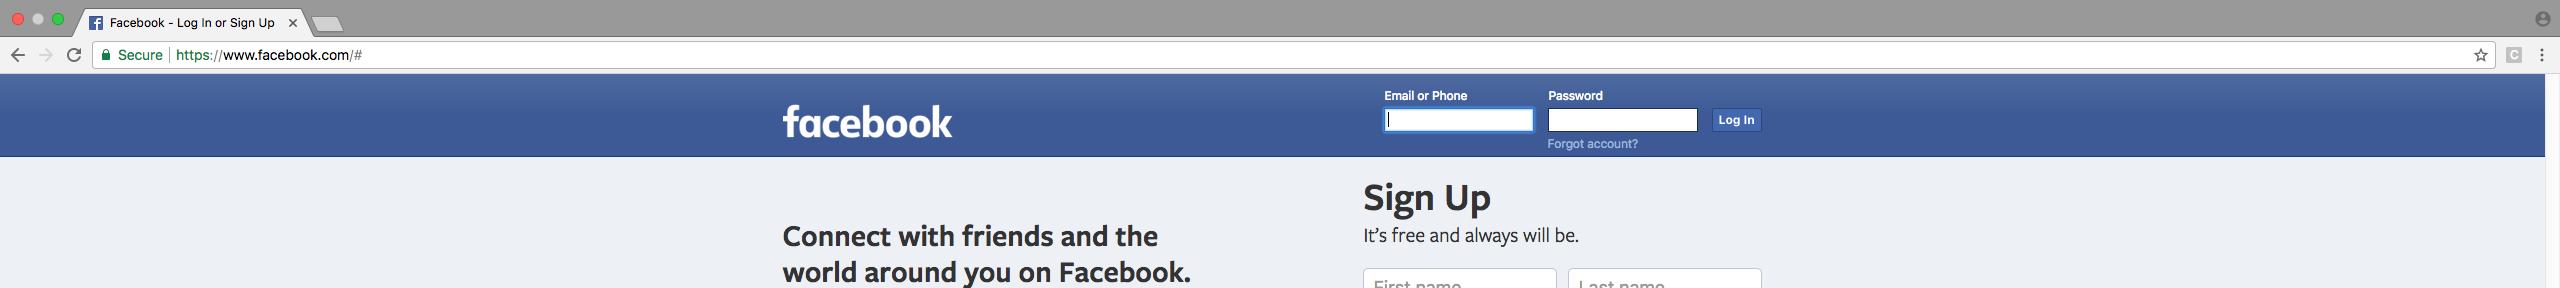 Facebook - Log In or Sign Up
Secure https://www.facebook.com/#
C
facebook
Email or Phone
Password
Log In
Forgot account?
Sign Up
It's free and always will be.
Connect with friends and the
world around you on Facebook.
First name
Last name